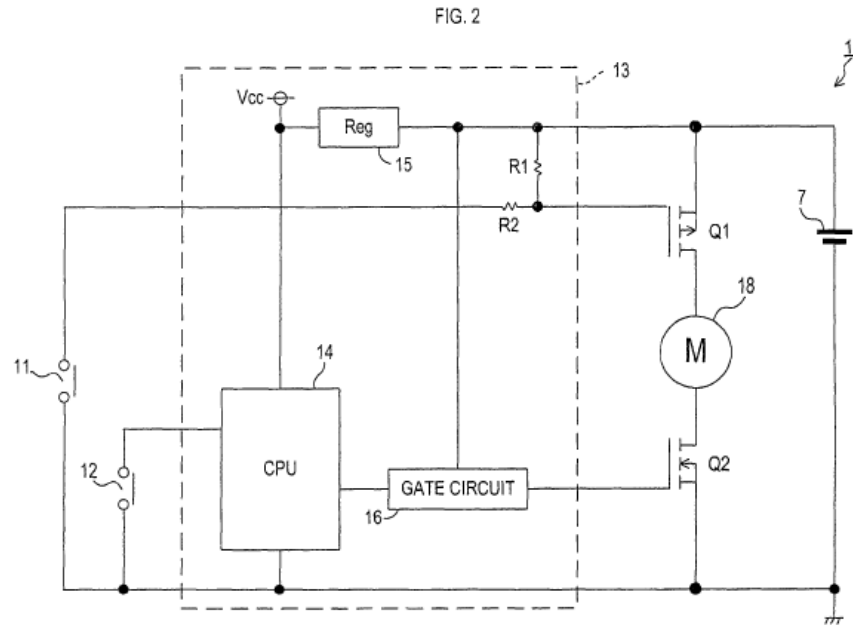 FIG. 2
1
13
Vcc
Reg
15
R1
R2
7
Q1
18
M
11
14
CPU
12
Q2
GATE CIRCUIT
16